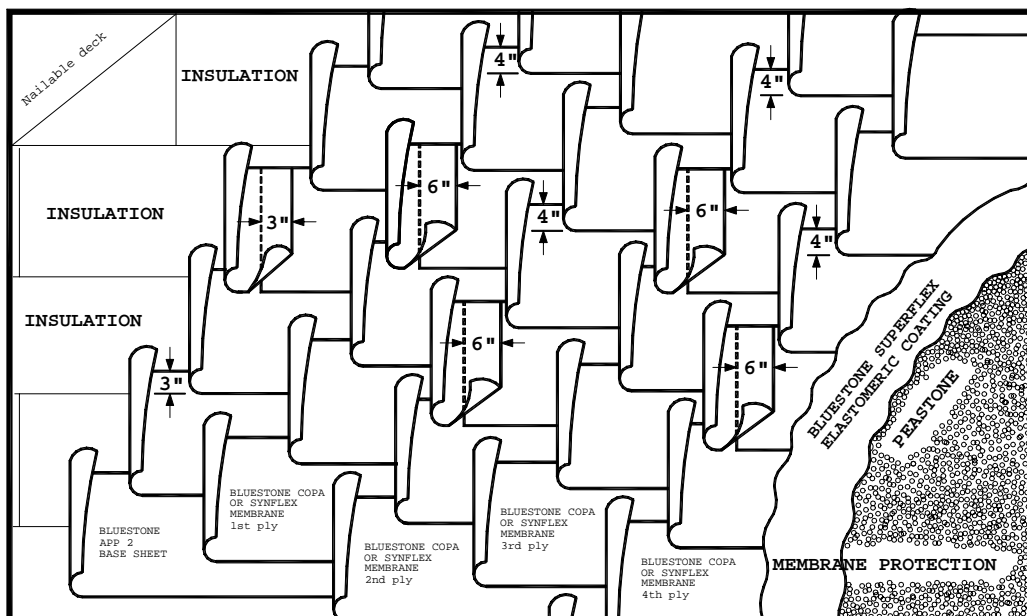 Nailable deck
INSULATION
4"
4"
INSULATION
3"
6"
4"
6"
4"
INSULATION
3"
6"
6"
BLUESTONE SUPERFLEX
ELASTOMERIC COATING
PEASTONE
BLUESTONE
APP 2
BASE SHEET
BLUESTONE COPA
OR SYNFLEX
MEMBRANE
1st ply
BLUESTONE COPA
OR SYNFLEX
MEMBRANE
2nd ply
BLUESTONE COPA
OR SYNFLEX
MEMBRANE
3rd ply
BLUESTONE COPA
OR SYNFLEX
MEMBRANE
4th ply
MEMBRANE PROTECTION